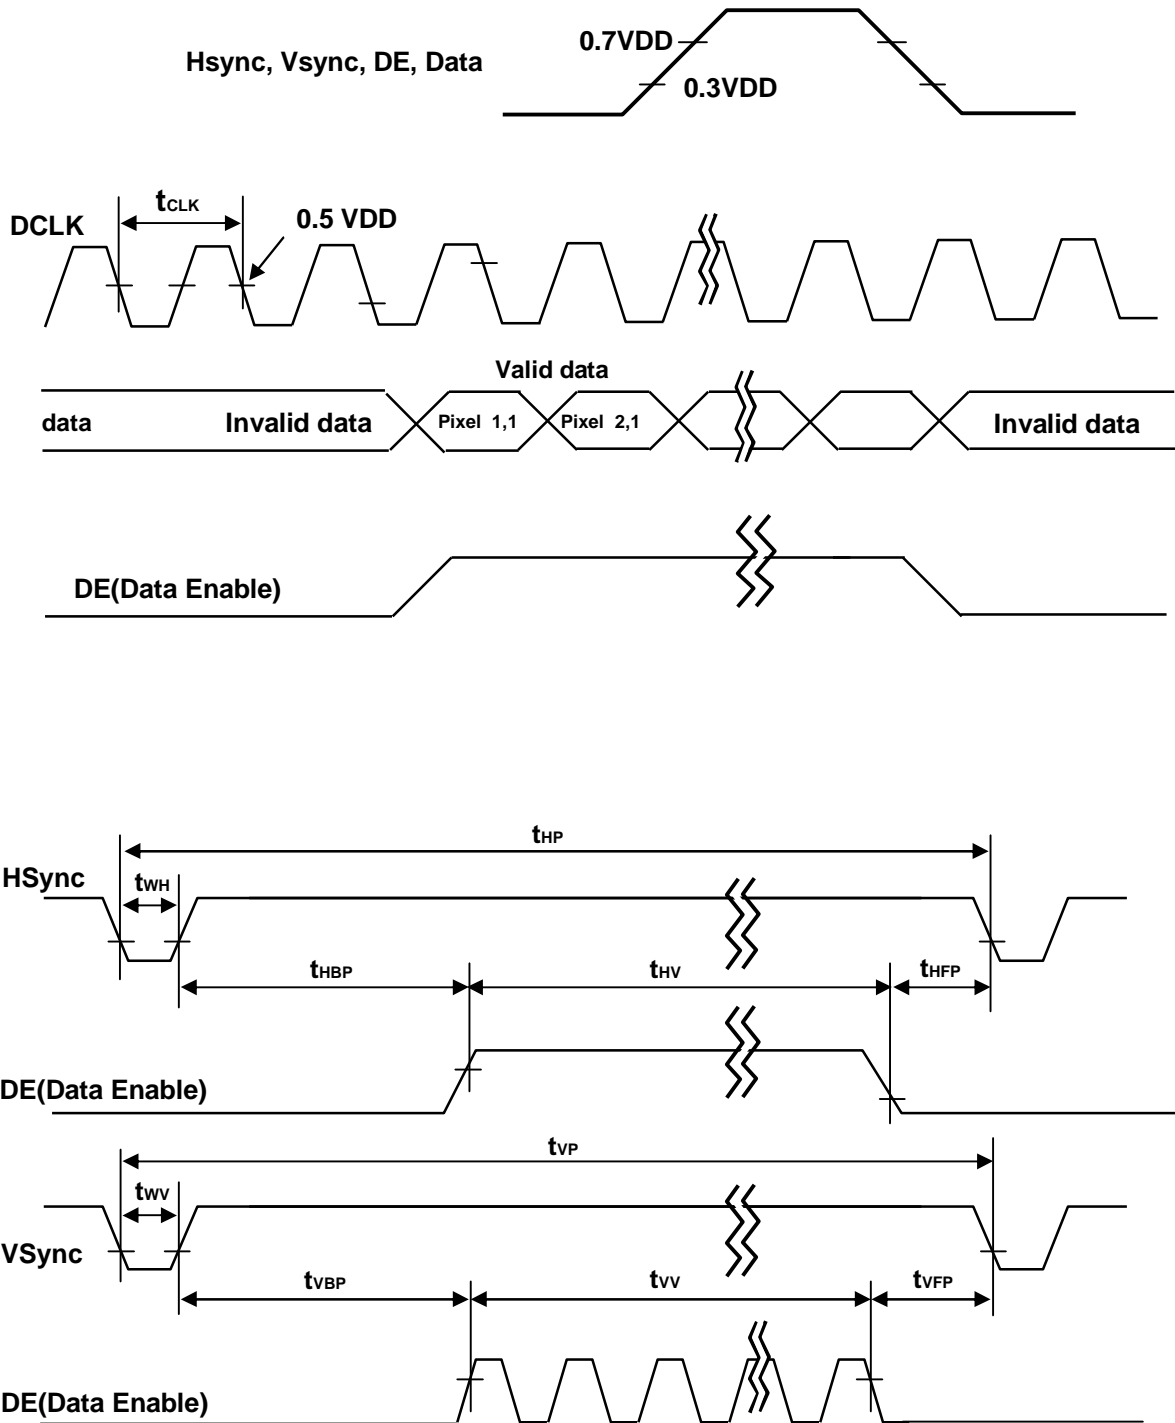 0.7VDD
Hsync, Vsync, DE, Data
0.3VDD
tCLK
0.5 VDD
DCLK
Valid data
data
Invalid data
Pixel 1,1
Pixel 2,1
Invalid data
DE(Data Enable)
tHP
HSync
tWH
tHBP
tHV
tHFP
DE(Data Enable)
tVP
tWV
VSync
tVBP
tVV
tVFP
DE(Data Enable)